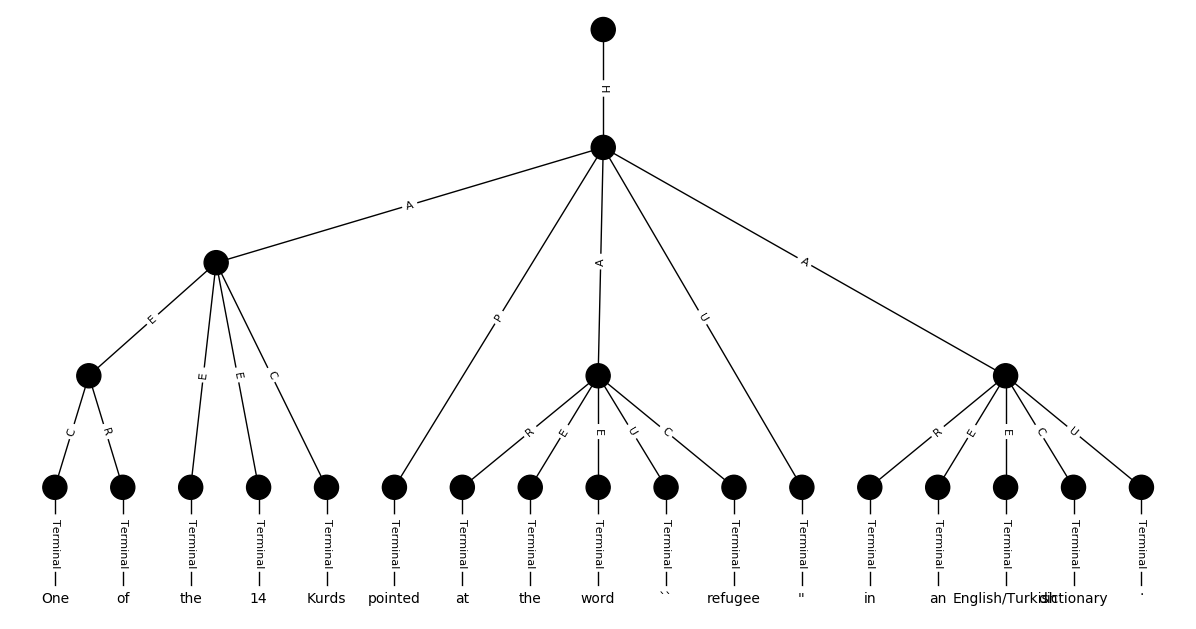 H
A
A P A U A
E E E C
C R R E E U C R E E C U
Terminal Terminal Terminal Terminal Terminal Terminal Terminal Terminal Terminal Terminal Terminal Terminal Terminal Terminal Terminal Terminal Terminal
One of the 14 Kurds pointed at the word `` refugee " in an English/Turkish dictionary .